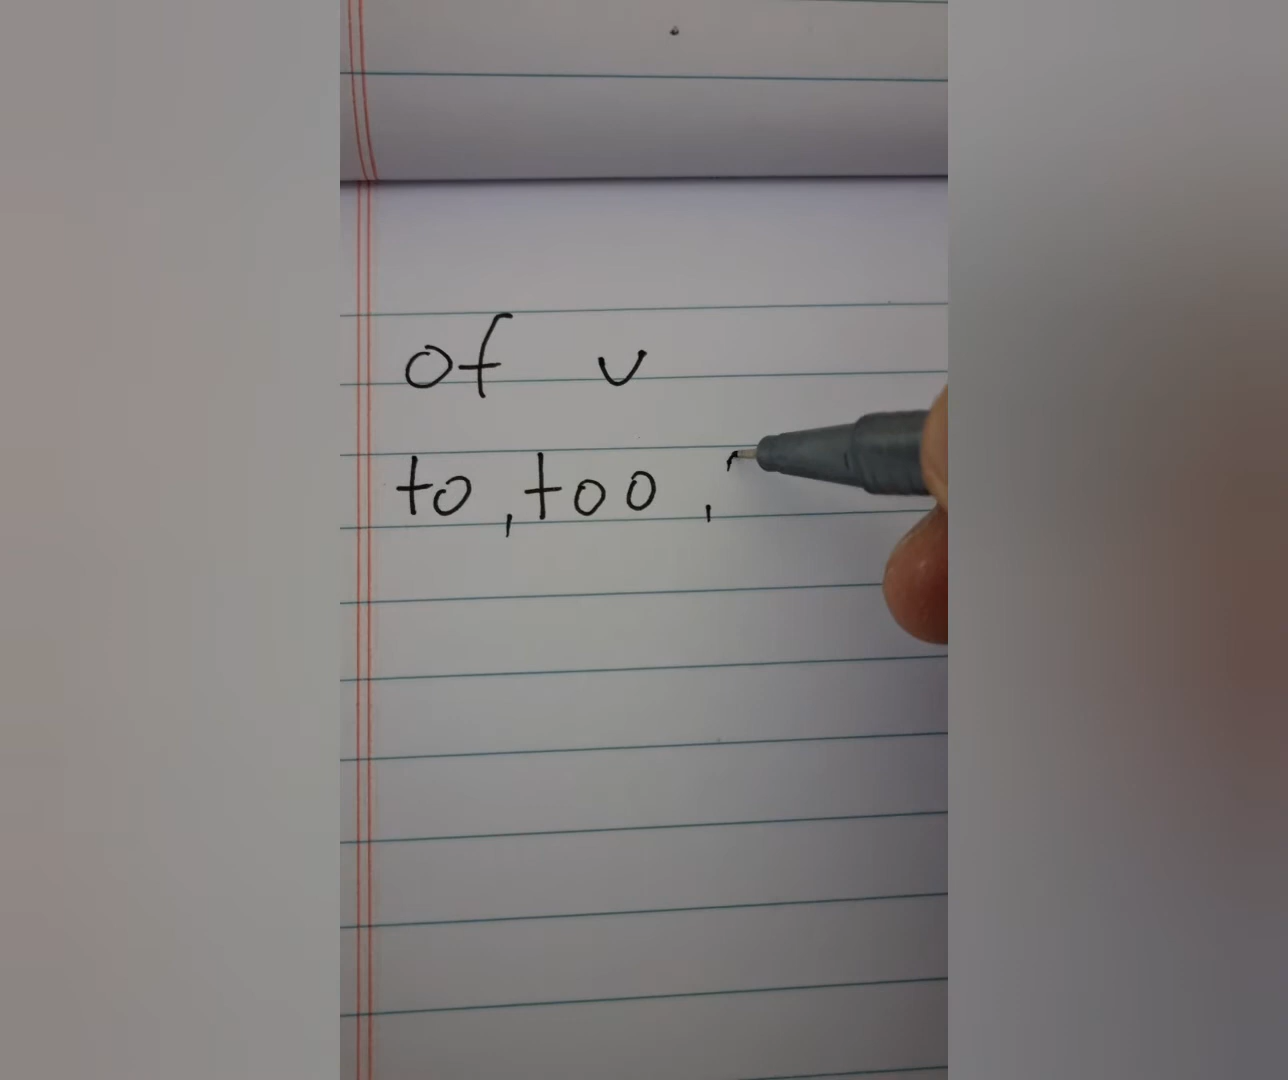 of v
to, too,